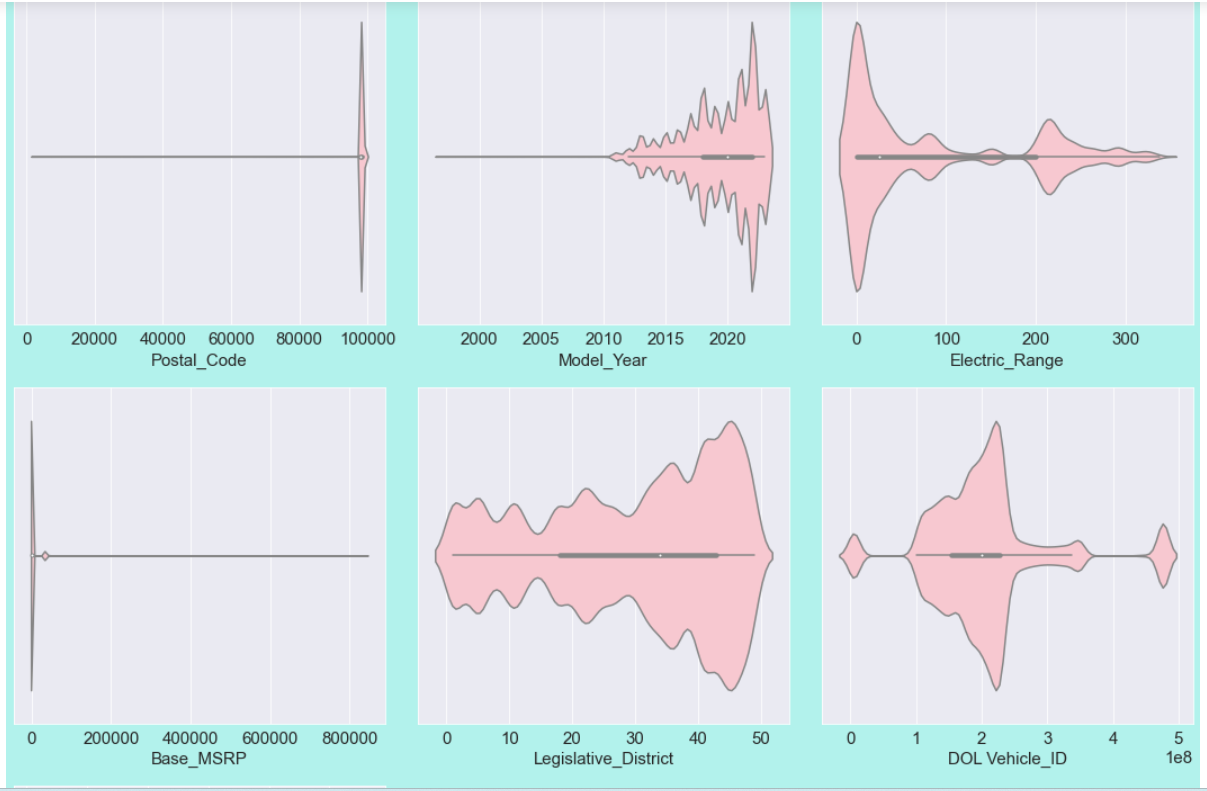 0 20000 40000 60000 80000 100000
Postal_Code
2000 2005 2010 2015 2020
Model_Year
0 100 200 300
Electric_Range
0 200000 400000 600000 800000
Base_MSRP
0 10 20 30 40 50
Legislative_District
0 1 2 3 4 5
1e8
DOL Vehicle_ID